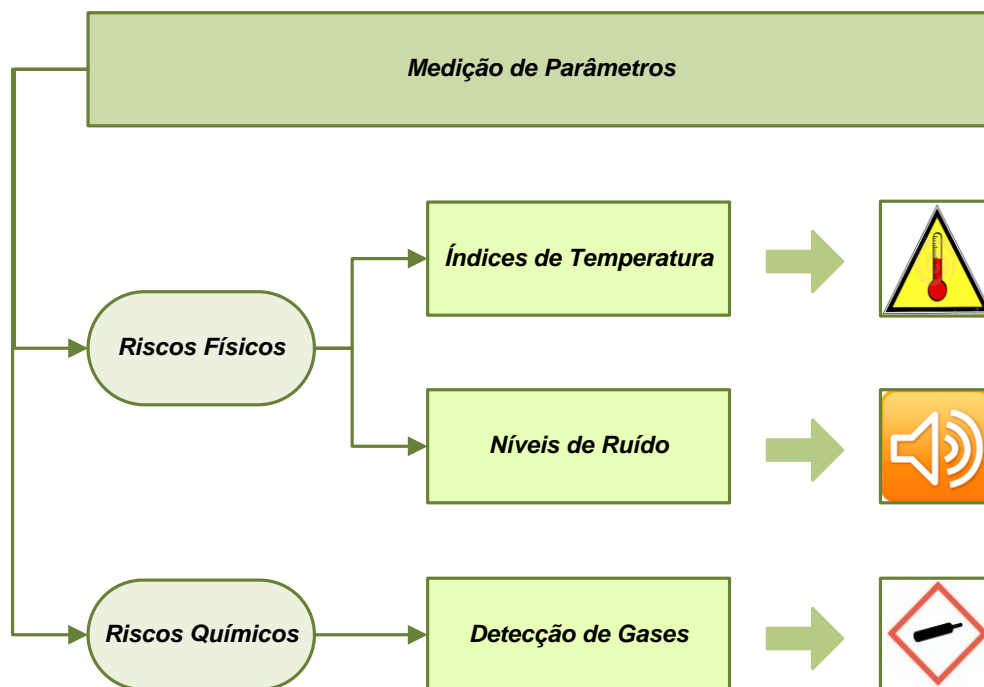 Medição de Parâmetros
Índices de Temperatura
Riscos Físicos
Níveis de Ruído
Riscos Químicos
Detecção de Gases